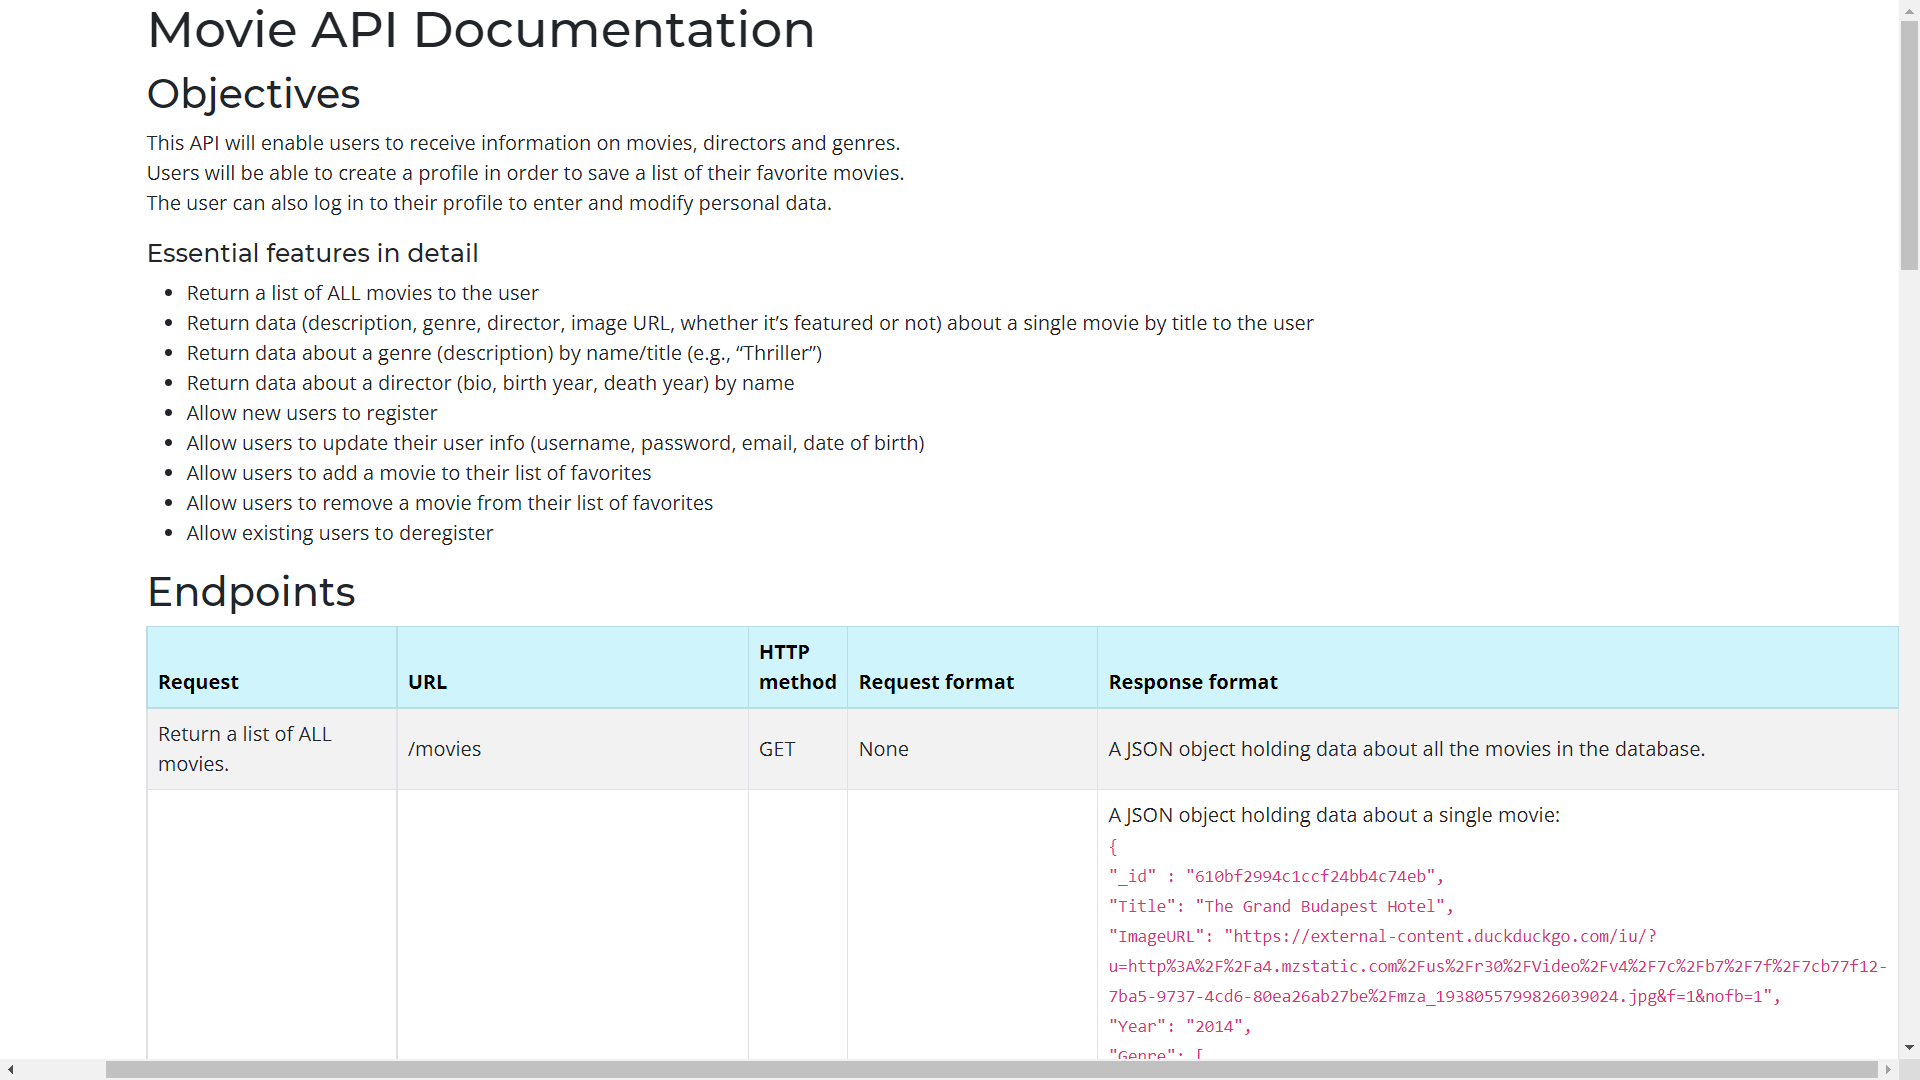 Movie API Documentation
Objectives
This API will enable users to receive information on movies, directors and genres.
Users will be able to create a profile in order to save a list of their favorite movies.
The user can also log in to their profile to enter and modify personal data.
Essential features in detail
Return a list of ALL movies to the user
Return data (description, genre, director, image URL, whether it’s featured or not) about a single movie by title to the user
Return data about a genre (description) by name/title (e.g., “Thriller”)
Return data about a director (bio, birth year, death year) by name
Allow new users to register
Allow users to update their user info (username, password, email, date of birth)
Allow users to add a movie to their list of favorites
Allow users to remove a movie from their list of favorites
Allow existing users to deregister
Endpoints
Request
URL
HTTP
method
Request format
Response format
Return a list of ALL
movies.
/movies
GET
None
A JSON object holding data about all the movies in the database.
A JSON object holding data about a single movie:
{
"_id" : "610bf2994c1ccf24bb4c74eb",
"Title": "The Grand Budapest Hotel",
"ImageURL": "https://external-content.duckduckgo.com/iu/?
u=http%3A%2F%2Fa4.mzstatic.com%2Fus%2Fr30%2FVideo%2Fv4%2F7c%2Fb7%2F7f%2F7cb77f12-
7ba5-9737-4cd6-80ea26ab27be%2Fmza_1938055799826039024.jpg&f=1&nofb=1",
"Year": "2014",
"Genre": [